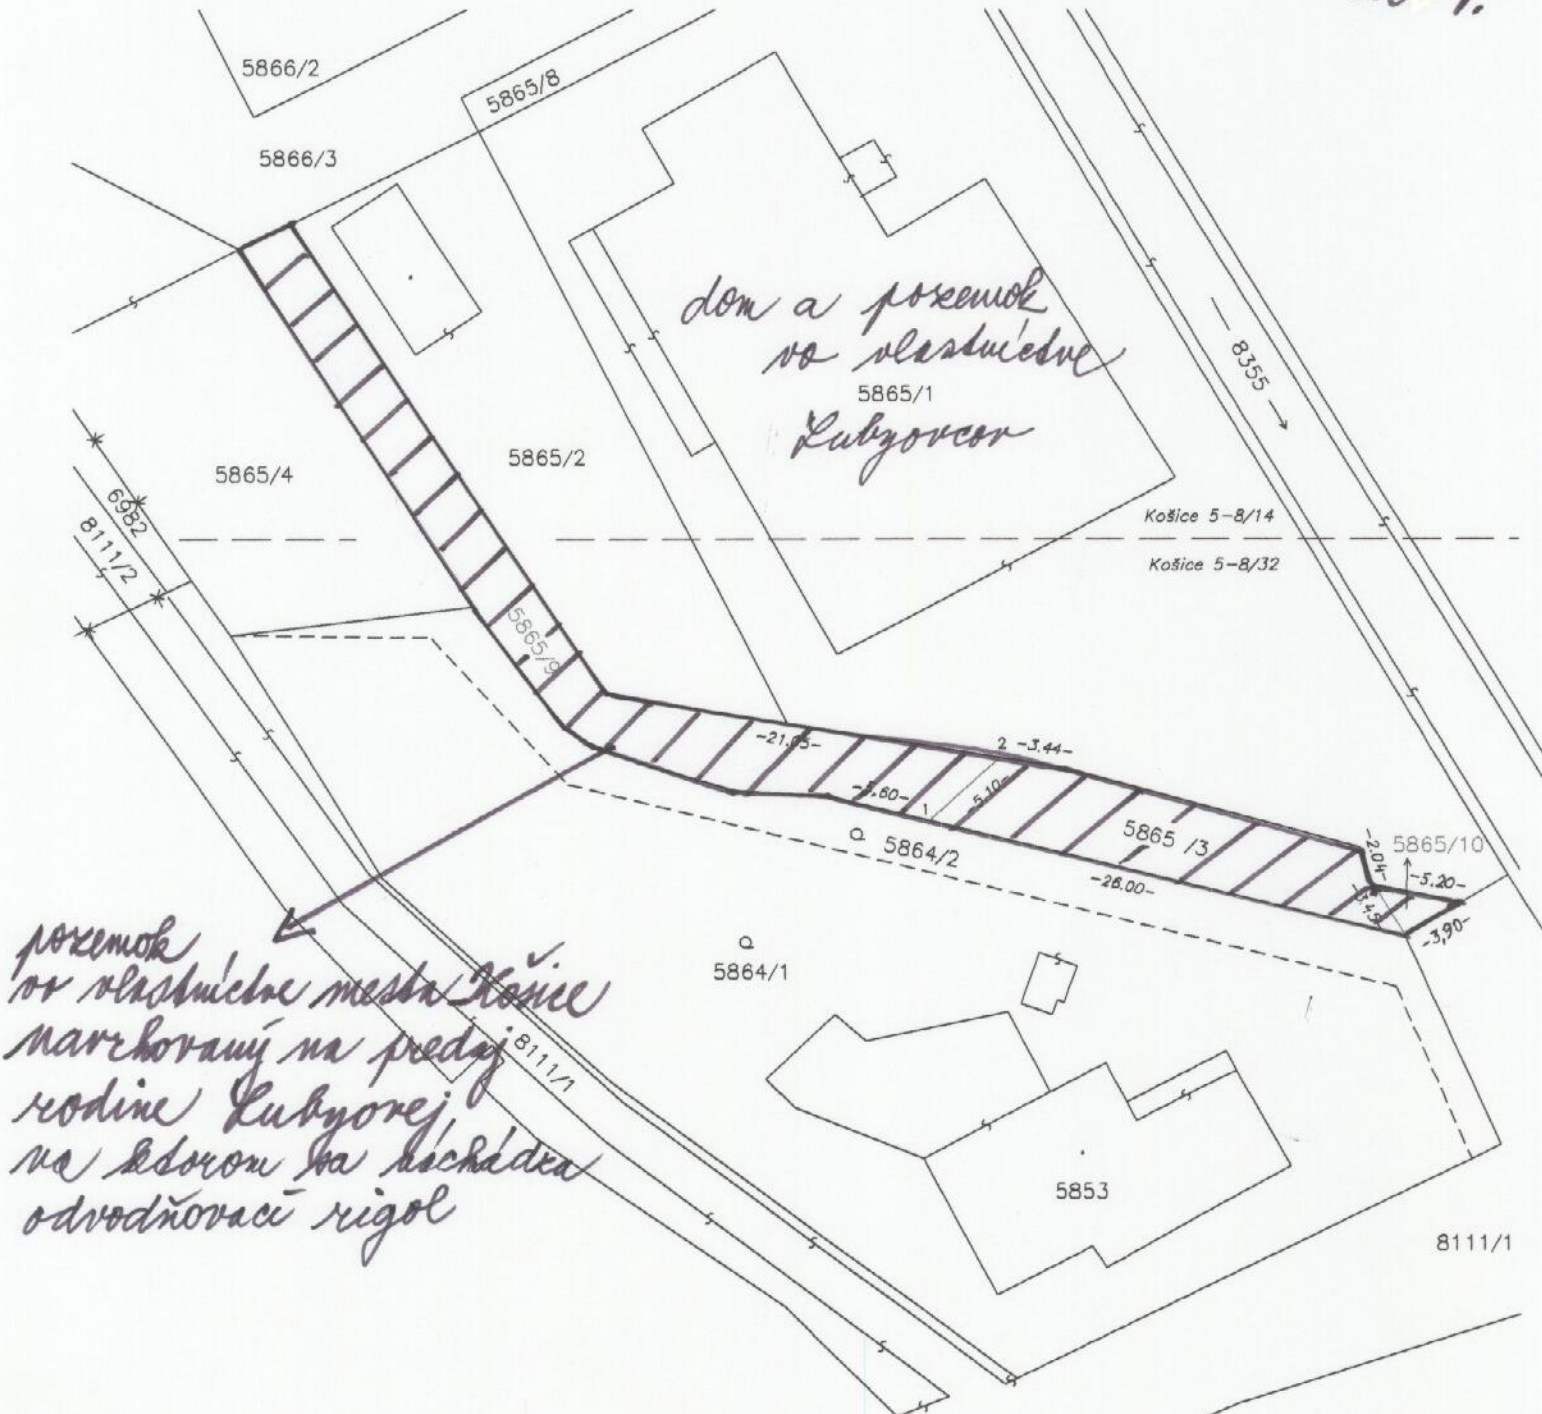 5866/2
5865/8
5866/3
dom a pozemok
vo vlastníctve
5865/1
Lubyovcov
8355
5865/2
5865/4
6982
8111/2
Košice 5-8/14
Košice 5-8/32
5865/9
-21.05-
2 -3.44-
-5.60-
1
-5.10-
5865/3
5864/2
-26.00-
-2.04-
5865/10
-5.20-
-3.45
-3,90-
5864/1
pozemok
vo vlastníctve mesta Košice
navrhovaný na predaj
8111/1
rodine Lubyovej,
na ktorom sa nachádza
odvodňovací rigol
5853
8111/1